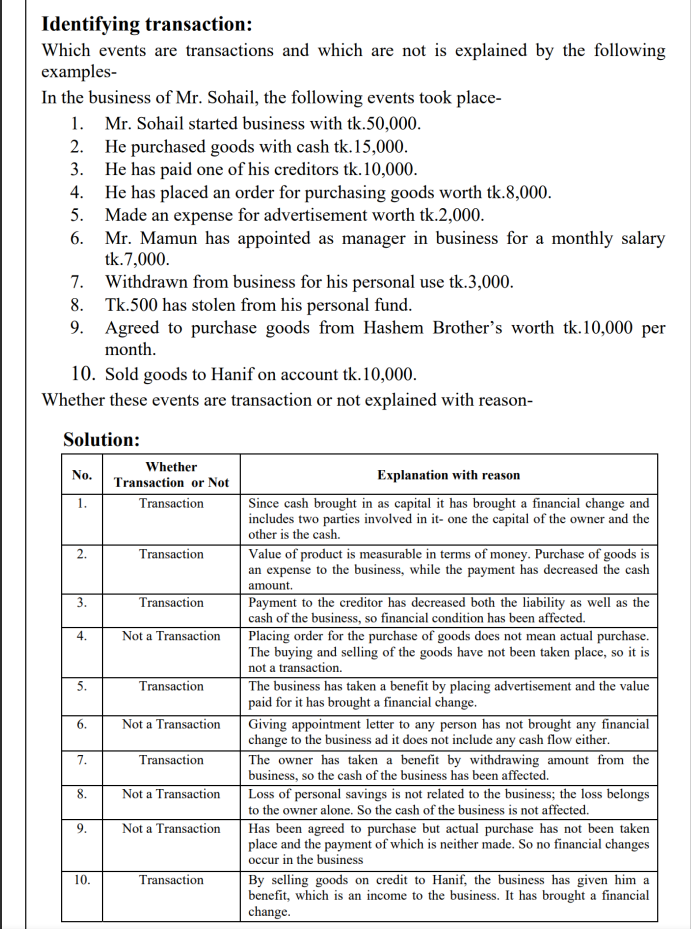 Identifying transaction:
Which events are transactions and which are not is explained by the following
examples-
In the business of Mr. Sohail, the following events took place-
1. Mr. Sohail started business with tk.50,000.
2. He purchased goods with cash tk.15,000.
3. He has paid one of his creditors tk.10,000.
4. He has placed an order for purchasing goods worth tk.8,000.
5. Made an expense for advertisement worth tk.2,000.
6. Mr. Mamun has appointed as manager in business for a monthly salary
tk.7,000.
7. Withdrawn from business for his personal use tk.3,000.
8. Tk.500 has stolen from his personal fund.
9. Agreed to purchase goods from Hashem Brother's worth tk.10,000 per
month.
10. Sold goods to Hanif on account tk.10,000.
Whether these events are transaction or not explained with reason-
Solution:
No.
Whether
Transaction or Not
Explanation with reason
1.
Transaction
Since cash brought in as capital it has brought a financial change and
includes two parties involved in it- one the capital of the owner and the
other is the cash.
2.
Transaction
Value of product is measurable in terms of money. Purchase of goods is
an expense to the business, while the payment has decreased the cash
amount.
3.
Transaction
Payment to the creditor has decreased both the liability as well as the
cash of the business, so financial condition has been affected.
4.
Not a Transaction
Placing order for the purchase of goods does not mean actual purchase.
The buying and selling of the goods have not been taken place, so it is
not a transaction.
5.
Transaction
The business has taken a benefit by placing advertisement and the value
paid for it has brought a financial change.
6.
Not a Transaction
Giving appointment letter to any person has not brought any financial
change to the business ad it does not include any cash flow either.
7.
Transaction
The owner has taken a benefit by withdrawing amount from the
business, so the cash of the business has been affected.
8.
Not a Transaction
Loss of personal savings is not related to the business; the loss belongs
to the owner alone. So the cash of the business is not affected.
9.
Not a Transaction
Has been agreed to purchase but actual purchase has not been taken
place and the payment of which is neither made. So no financial changes
occur in the business
10.
Transaction
By selling goods on credit to Hanif, the business has given him a
benefit, which is an income to the business. It has brought a financial
change.